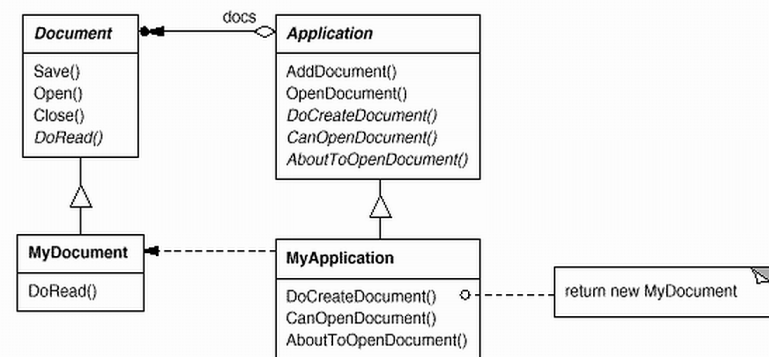 docs
Document
Save()
Open()
Close()
DoRead()
Application
AddDocument()
OpenDocument()
DoCreateDocument()
CanOpenDocument()
AboutToOpenDocument()
MyDocument
DoRead()
MyApplication
DoCreateDocument()
CanOpenDocument()
AboutToOpenDocument()
return new MyDocument